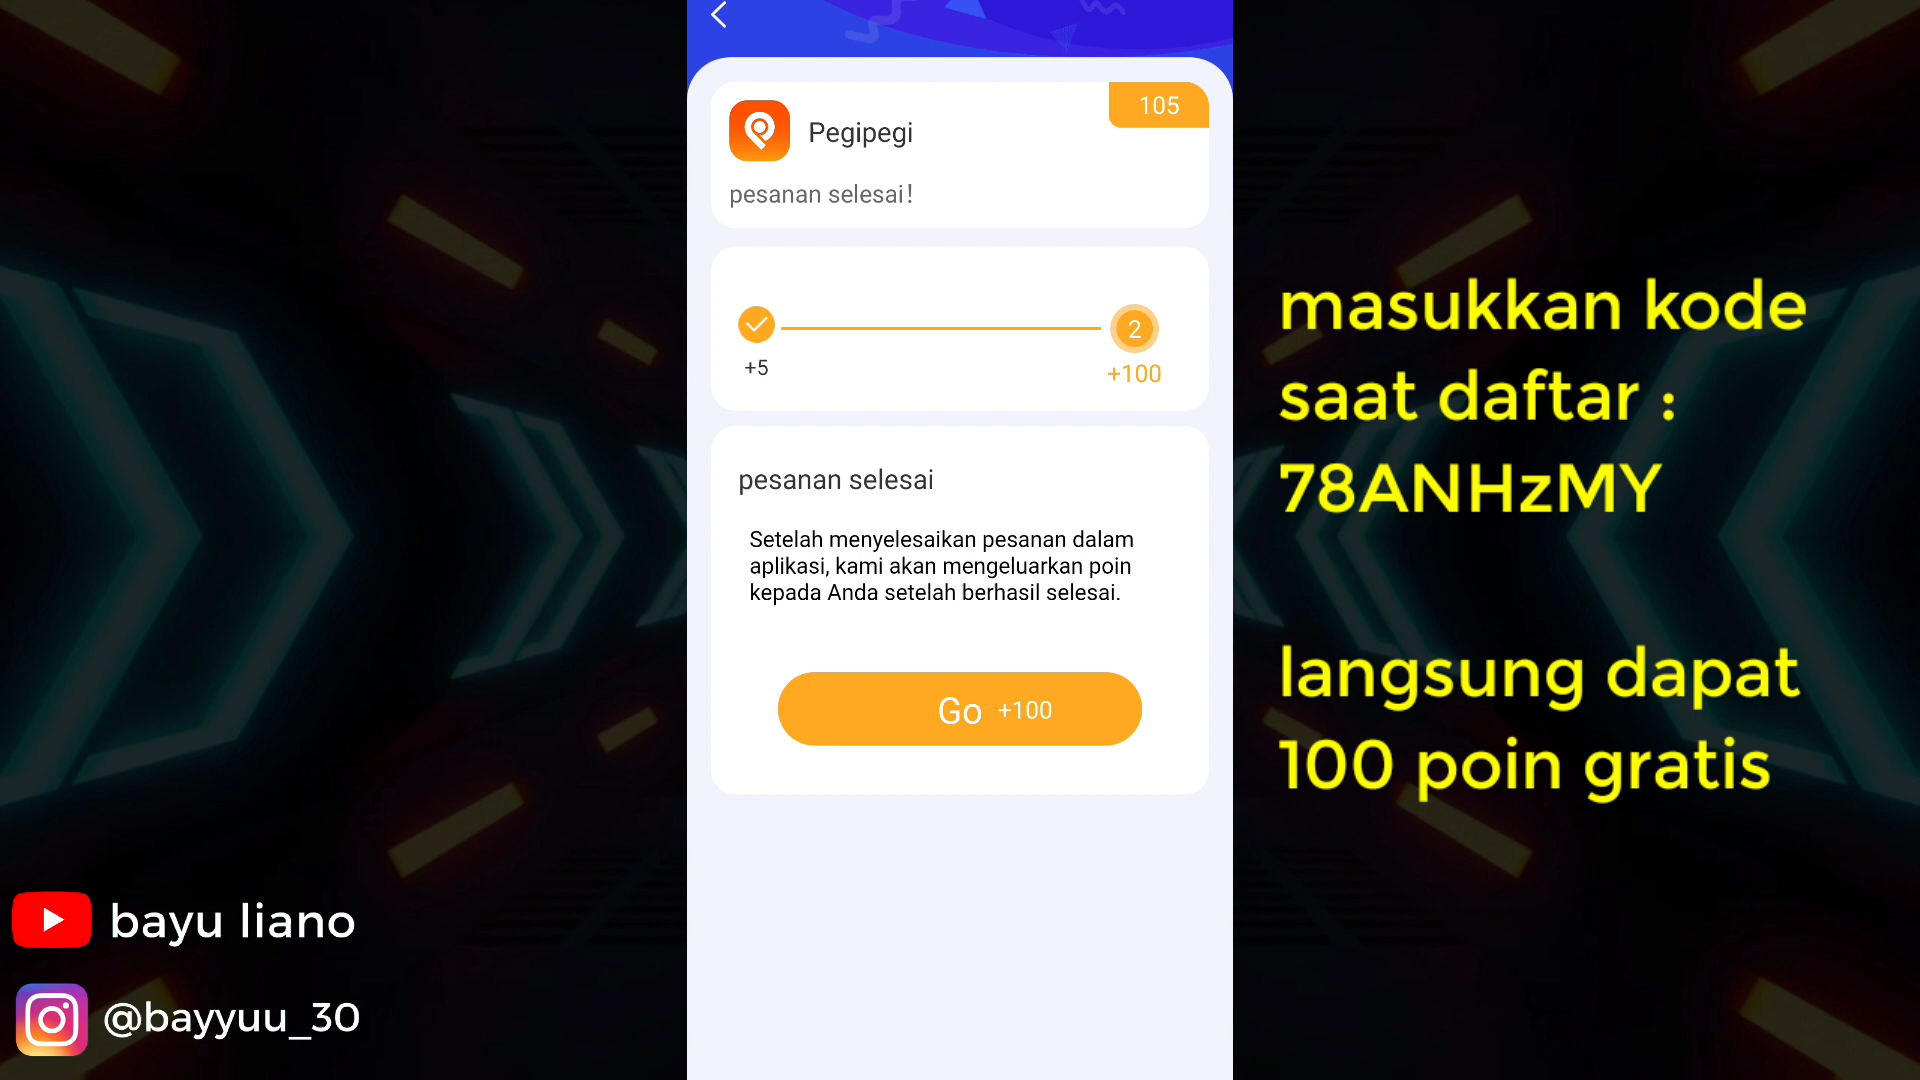 105
Pegipegi
pesanan selesai!
2
+5
+100
pesanan selesai
Setelah menyelesaikan pesanan dalam
aplikasi, kami akan mengeluarkan poin
kepada Anda setelah berhasil selesai.
Go +100
masukkan kode
saat daftar :
78ANHzMY
langsung dapat
100 poin gratis
bayu liano
@bayyuu_30